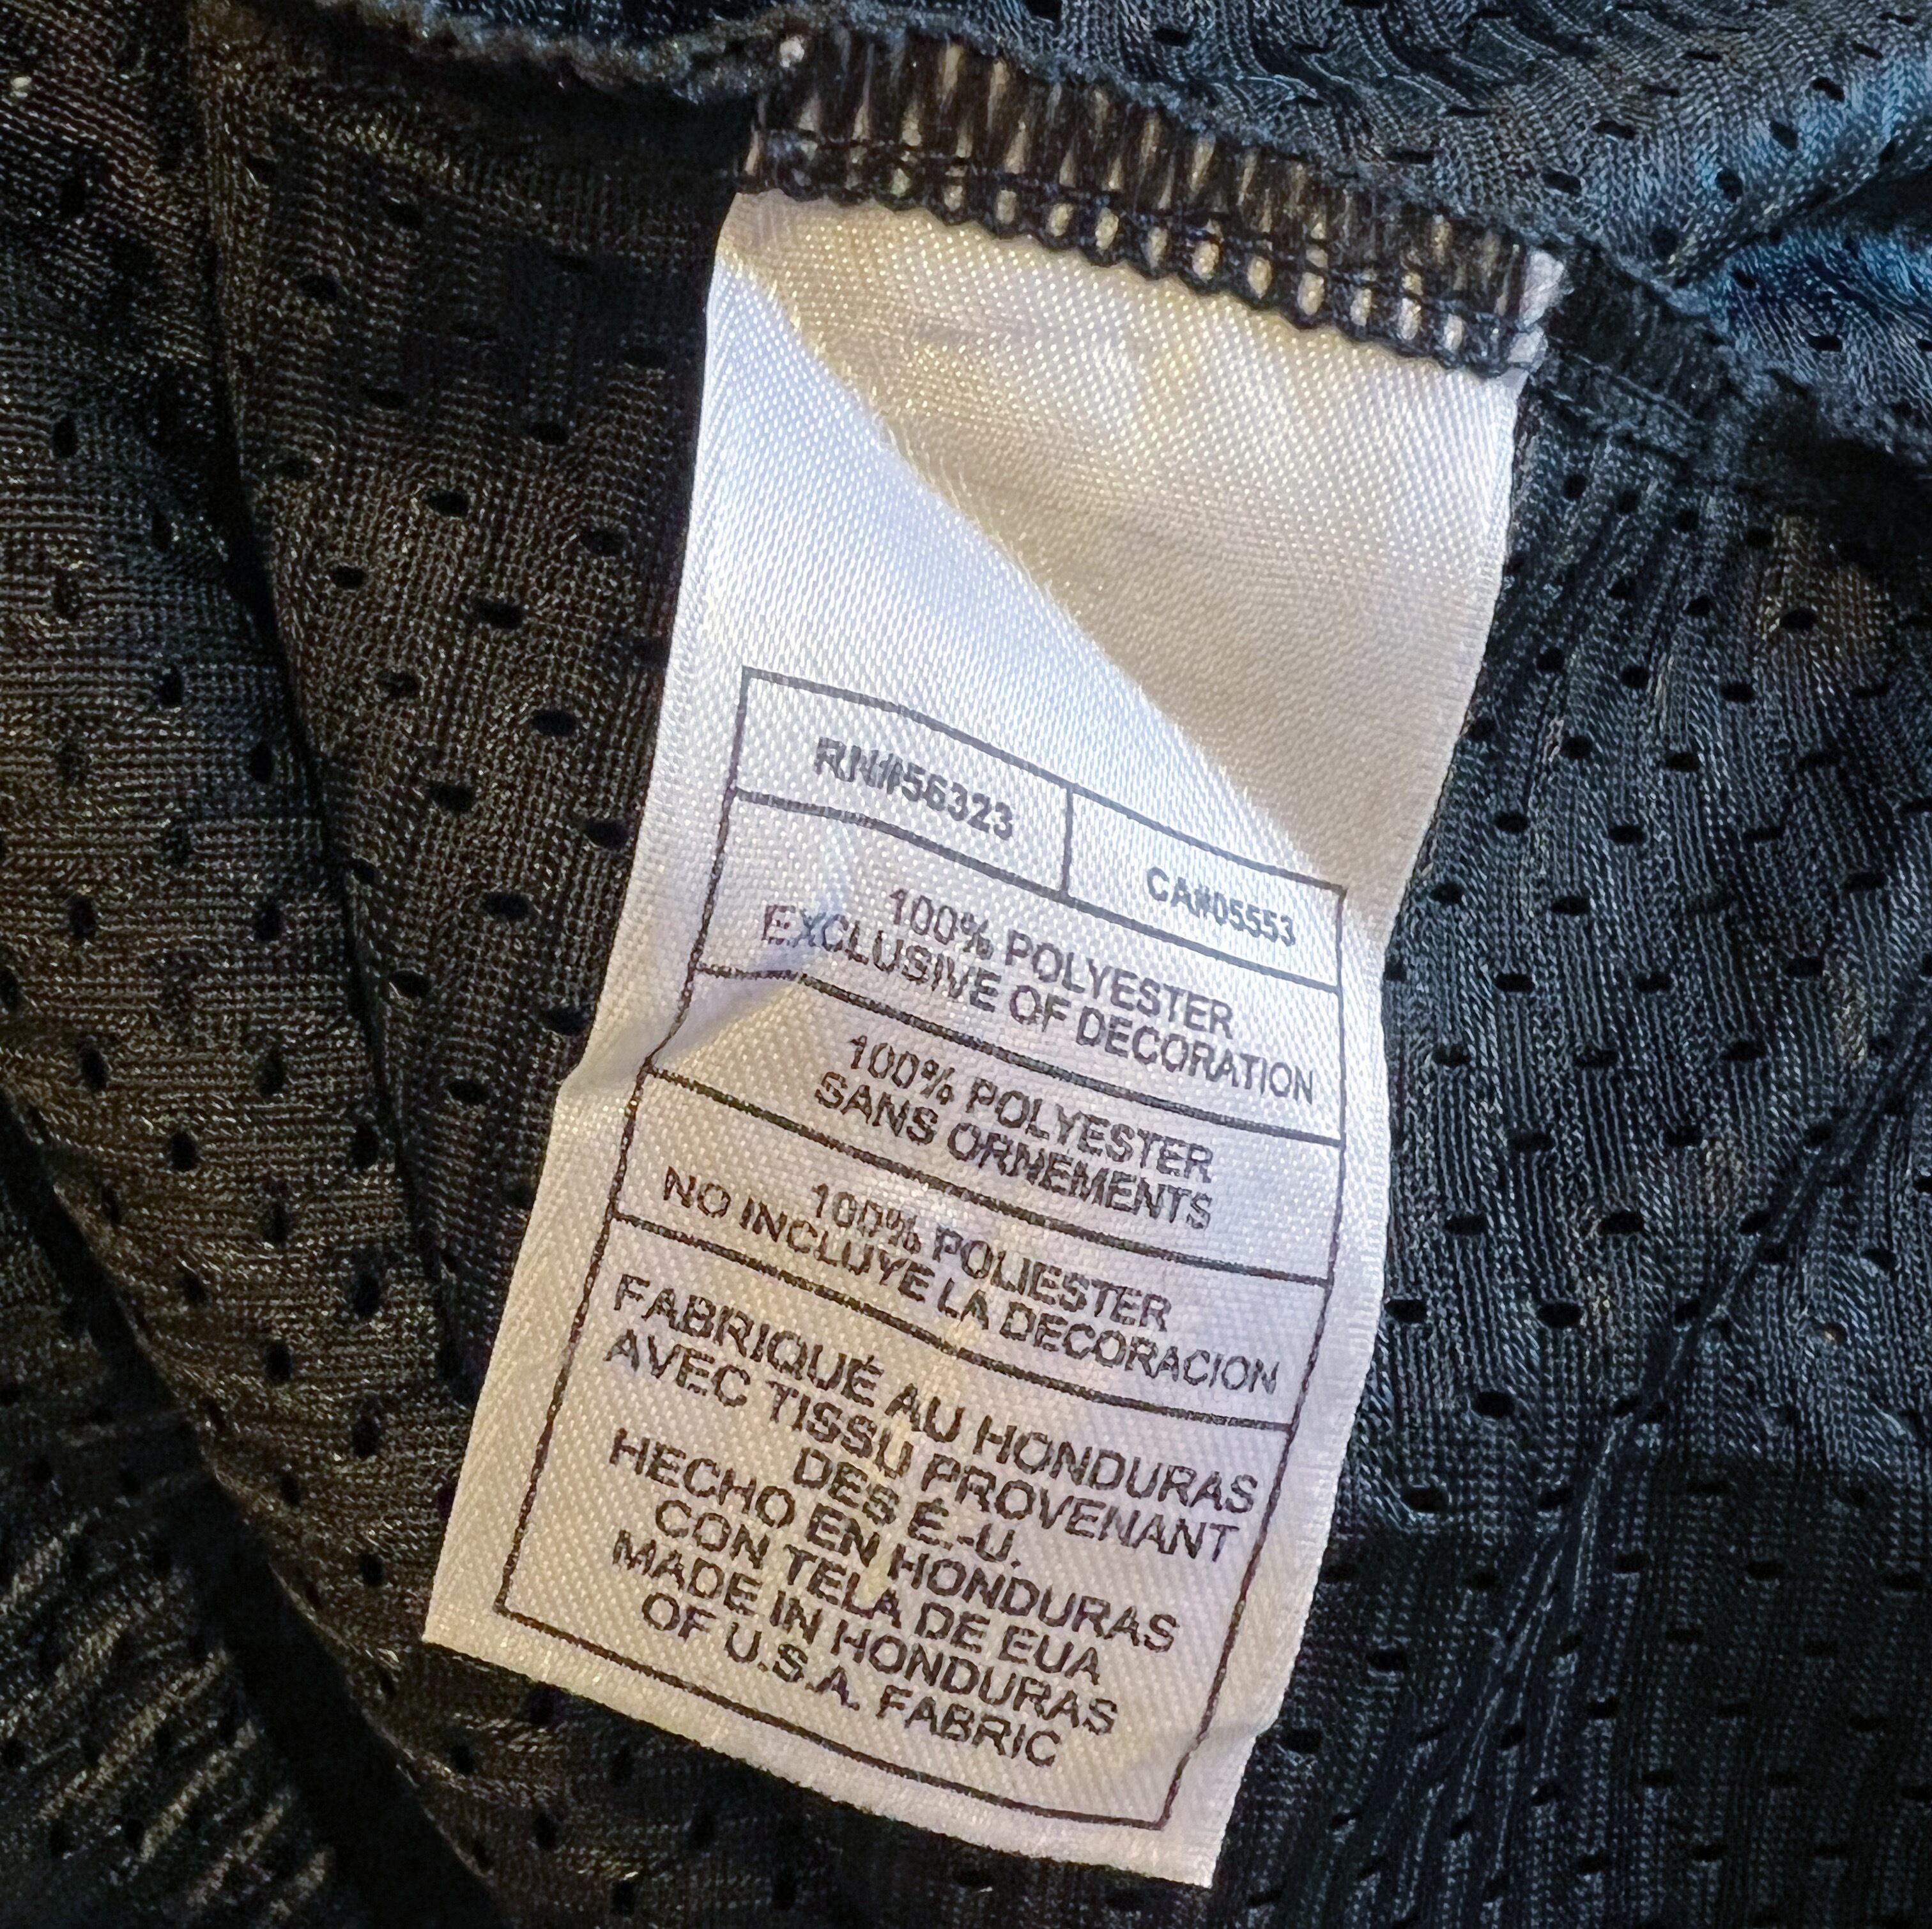 RN#56323
CA#05553
100% POLYESTER
EXCLUSIVE OF DECORATION
100% POLYESTER
SANS ORNEMENTS
100% POLIESTER
NO INCLUYE LA DECORACION
FABRIQUÉ AU HONDURAS
AVEC TISSU PROVENANT
DES É.-U.
HECHO EN HONDURAS
CON TELA DE EUA
MADE IN HONDURAS
OF U.S.A. FABRIC